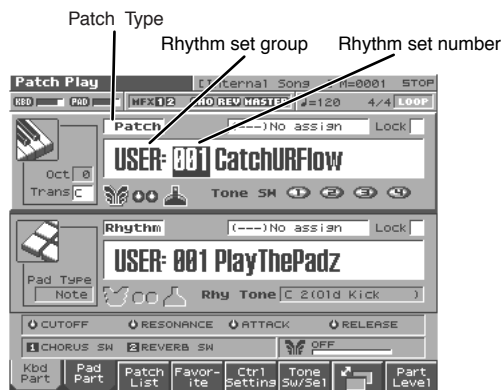 Patch Type
Rhythm set group Rhythm set number
Patch Play [Internal Song M=0001 STOP
KBD PAD MFX 1 2 CHO REV MASTER ♩=120 4/4 LOOP
Patch (---)No assign Lock
USER: 001 CatchURFlow
Oct 0
Trans C
Tone SW 1 2 3 4
Rhythm (---)No assign Lock
USER: 001 PlayThePadz
Pad Type
Note
Rhy Tone C 2(Old Kick )
CUTOFF RESONANCE ATTACK RELEASE
1 CHORUS SW 2 REVERB SW OFF
Kbd Part Pad Part Patch List Favor-ite Ctrl Setting Tone Sw/Sel Part Level